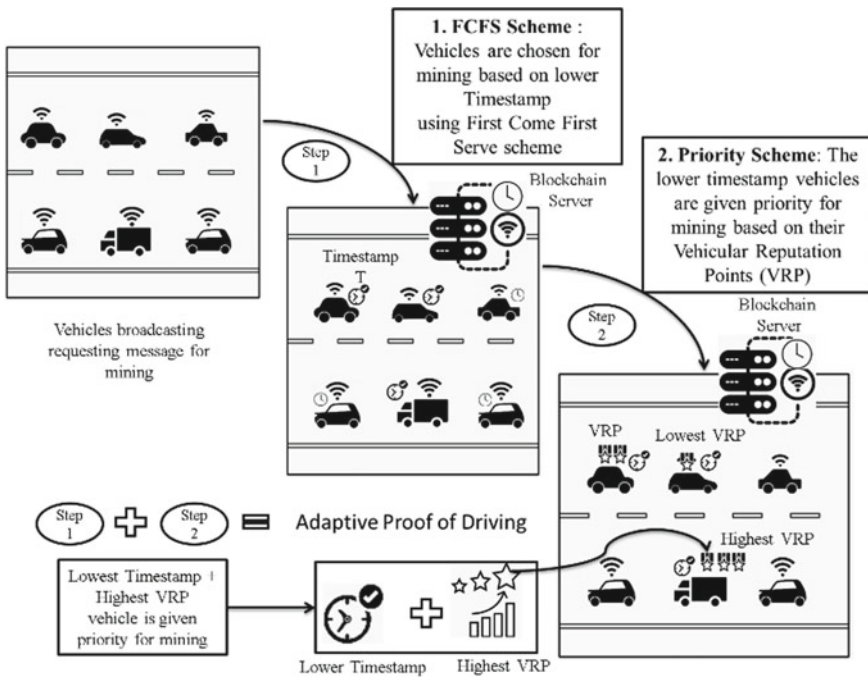 1. FCFS Scheme :
Vehicles are chosen for
mining based on lower
Timestamp
using First Come First
Serve scheme
Step
1
2. Priority Scheme: The
lower timestamp vehicles
are given priority for
mining based on their
Vehicular Reputation
Points (VRP)
Blockchain
Server
Timestamp
T
Vehicles broadcasting
requesting message for
mining
Step
2
Blockchain
Server
VRP
Lowest VRP
Highest VRP
Step
1
Step
2
Adaptive Proof of Driving
Lowest Timestamp
Highest VRP
vehicle is given
priority for mining
Lower Timestamp
Highest VRP